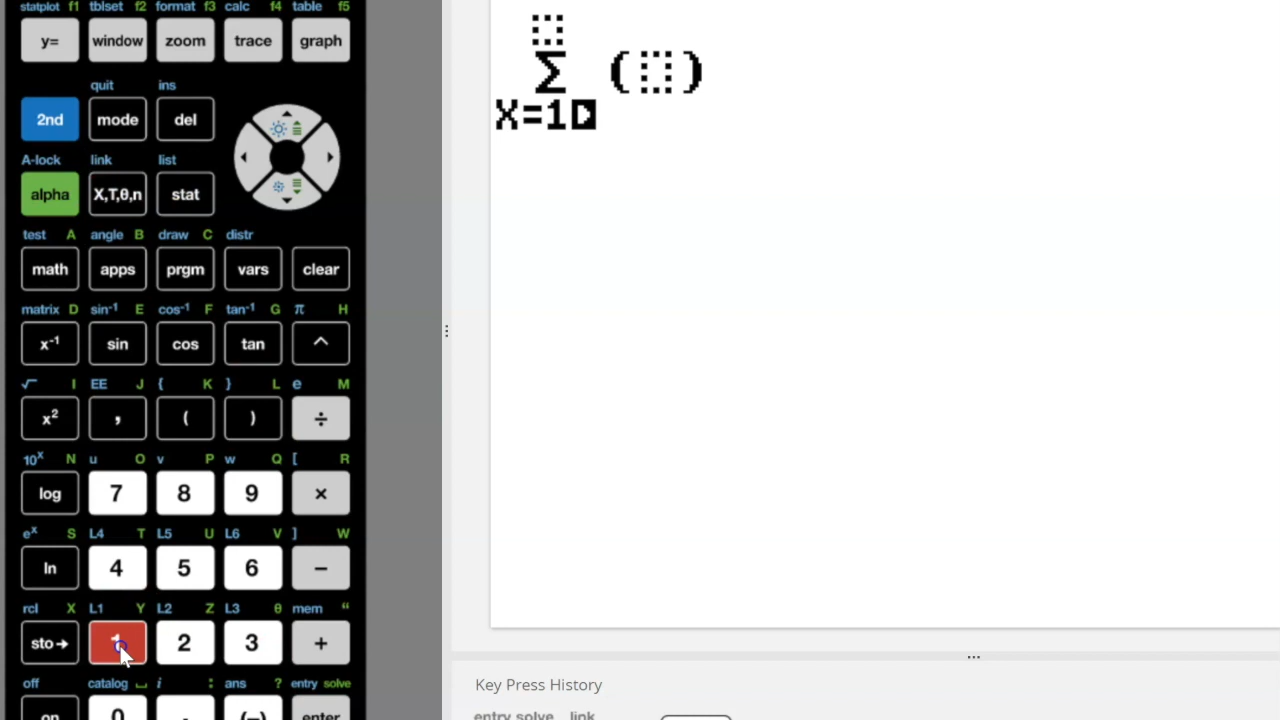 statplot f1 tblset f2 format f3 calc f4 table f5
y= window zoom trace graph
quit ins
2nd mode del
A-lock link list
alpha X,T,θ,n stat
test A angle B draw C distr
math apps prgm vars clear
matrix D sin-1 E cos-1 F tan-1 G π H
x-1 sin cos tan ^
√ I EE J { K } L e M
x2 , ( ) ÷
10x N u O v P w Q [ R
log 7 8 9 ×
ex S L4 T L5 U L6 V ] W
ln 4 5 6 −
rcl X L1 Y L2 Z L3 θ mem “
sto→ 1 2 3 +
off catalog i : ans ? entry solve
on 0 . (−) enter
Σ ( )
X=1
Key Press History
entry solve link